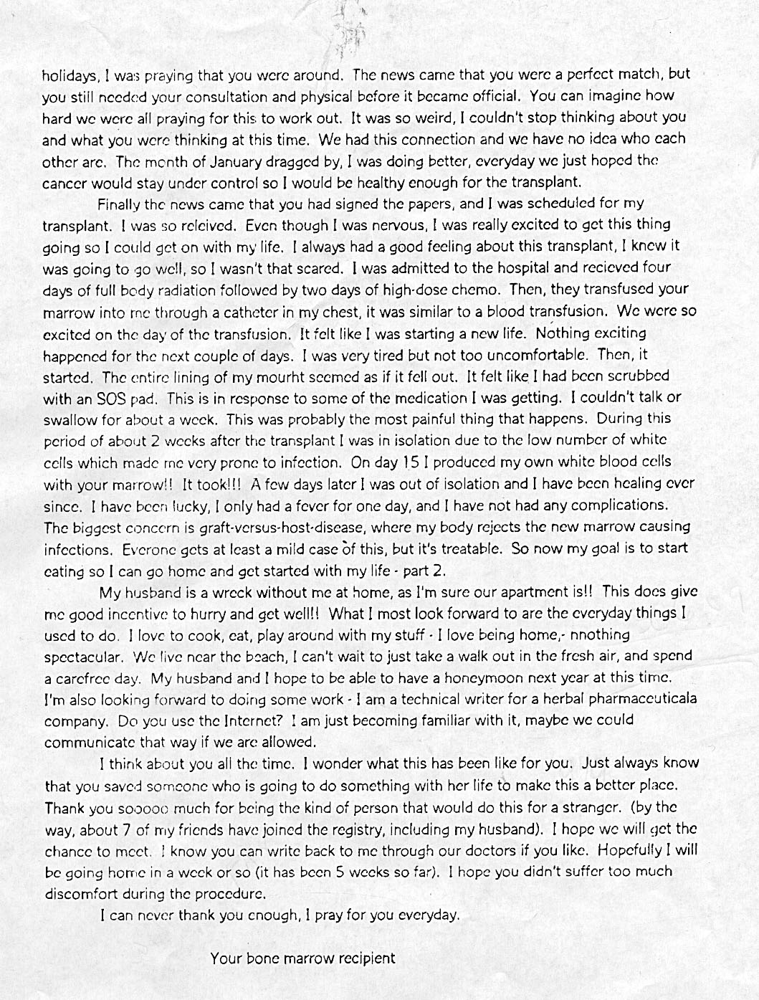 holidays, I was praying that you were around.  The news came that you were a perfect match, but
you still needed your consultation and physical before it became official.  You can imagine how
hard we were all praying for this to work out.  It was so weird, I couldn't stop thinking about you
and what you were thinking at this time.  We had this connection and we have no idea who each
other are.  The month of January dragged by, I was doing better, everyday we just hoped the
cancer would stay under control so I would be healthy enough for the transplant.
Finally the news came that you had signed the papers, and I was scheduled for my
transplant.  I was so releived.  Even though I was nervous, I was really excited to get this thing
going so I could get on with my life.  I always had a good feeling about this transplant, I knew it
was going to go well, so I wasn't that scared.  I was admitted to the hospital and recieved four
days of full body radiation followed by two days of high-dose chemo.  Then, they transfused your
marrow into me through a catheter in my chest, it was similar to a blood transfusion.  We were so
excited on the day of the transfusion.  It felt like I was starting a new life.  Nothing exciting
happened for the next couple of days.  I was very tired but not too uncomfortable.  Then, it
started.  The entire lining of my mourht seemed as if it fell out.  It felt like I had been scrubbed
with an SOS pad.  This is in response to some of the medication I was getting.  I couldn't talk or
swallow for about a week.  This was probably the most painful thing that happens.  During this
period of about 2 weeks after the transplant I was in isolation due to the low number of white
cells which made me very prone to infection.  On day 15 I produced my own white blood cells
with your marrow!!  It took!!!  A few days later I was out of isolation and I have been healing ever
since.  I have been lucky, I only had a fever for one day, and I have not had any complications.
The biggest concern is graft-versus-host-disease, where my body rejects the new marrow causing
infections.  Everone gets at least a mild case of this, but it's treatable.  So now my goal is to start
eating so I can go home and get started with my life - part 2.
My husband is a wreck without me at home, as I'm sure our apartment is!!  This does give
me good incentive to hurry and get well!!  What I most look forward to are the everyday things I
used to do.  I love to cook, eat, play around with my stuff - I love being home,- nnothing
spectacular.  We live near the beach, I can't wait to just take a walk out in the fresh air, and spend
a carefree day.  My husband and I hope to be able to have a honeymoon next year at this time.
I'm also looking forward to doing some work - I am a technical writer for a herbal pharmaceuticala
company.  Do you use the Internet?  I am just becoming familiar with it, maybe we could
communicate that way if we are allowed.
I think about you all the time.  I wonder what this has been like for you.  Just always know
that you saved someone who is going to do something with her life to make this a better place.
Thank you sooooo much for being the kind of person that would do this for a stranger.  (by the
way, about 7 of my friends have joined the registry, including my husband).  I hope we will get the
chance to meet.  I know you can write back to me through our doctors if you like.  Hopefully I will
be going home in a week or so (it has been 5 weeks so far).  I hope you didn't suffer too much
discomfort during the procedure.
I can never thank you enough, I pray for you everyday.
Your bone marrow recipient